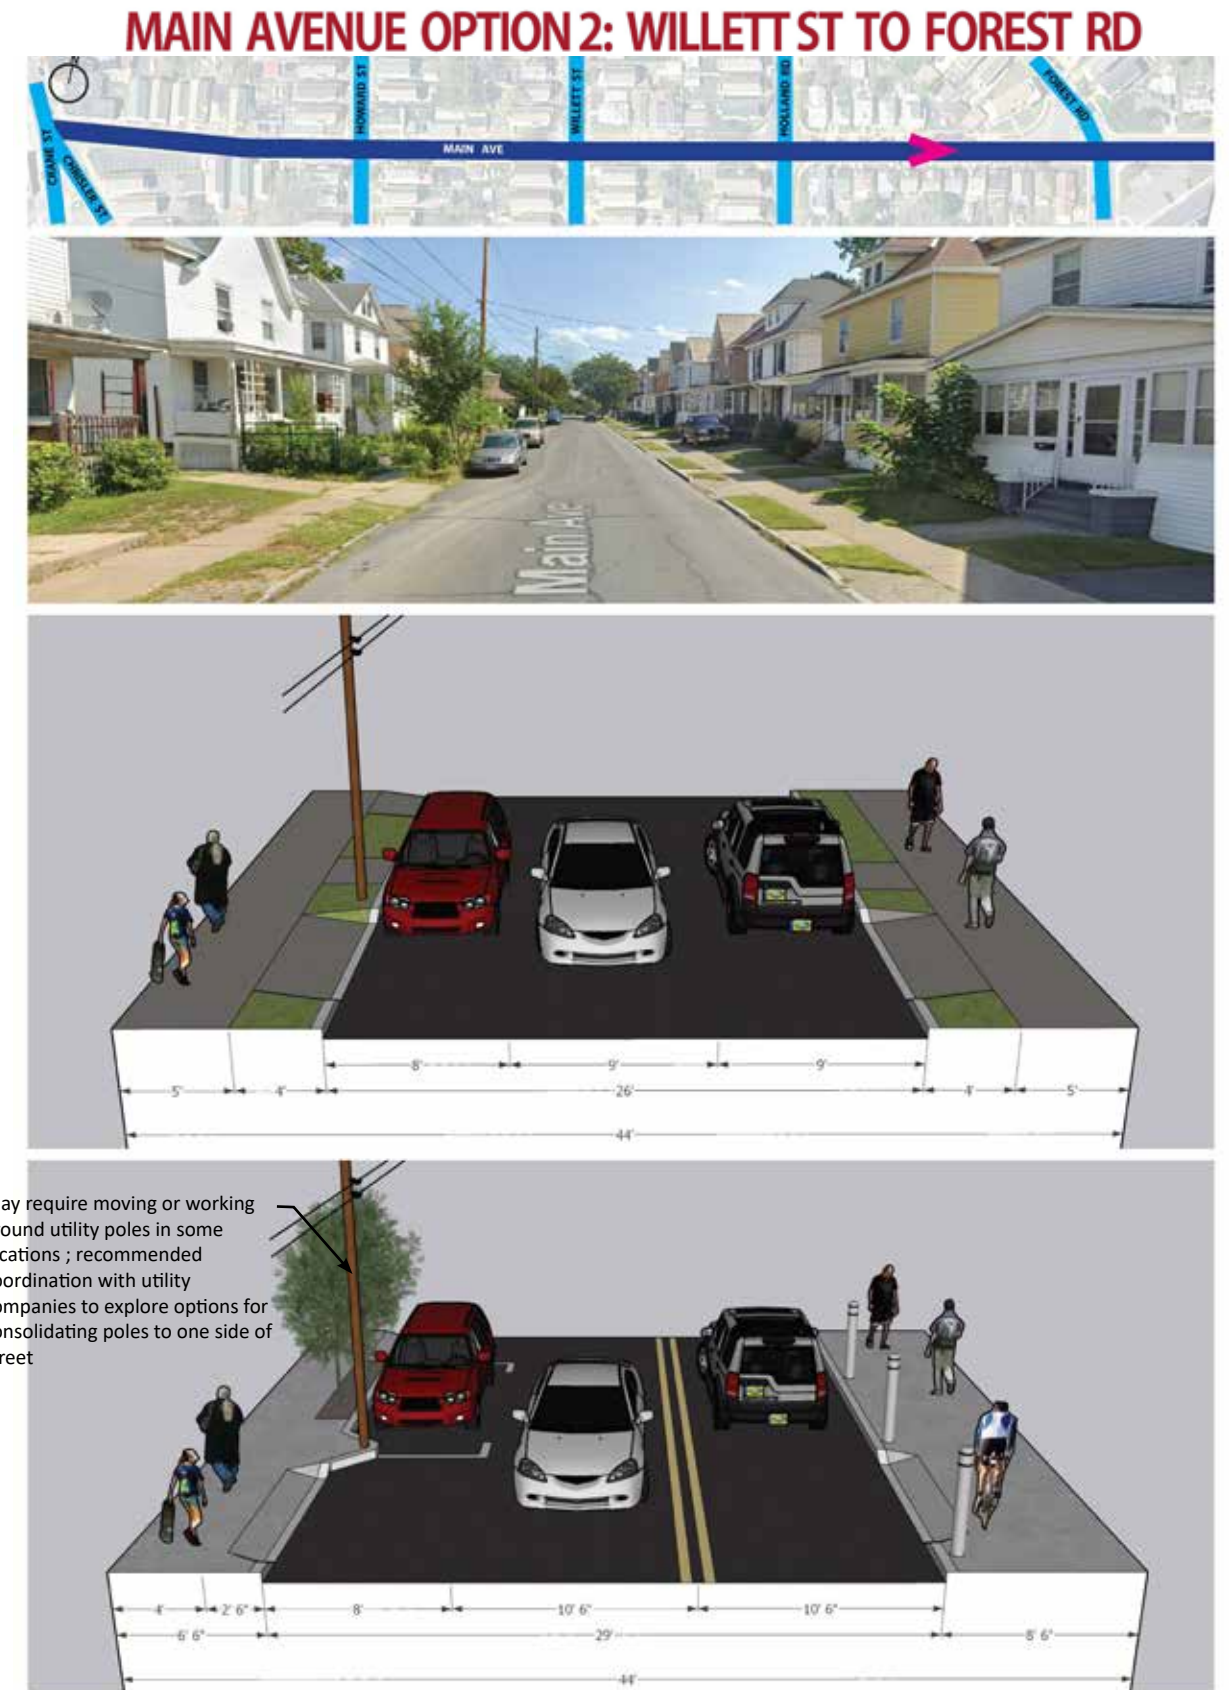 MAIN AVENUE OPTION 2: WILLETT ST TO FOREST RD
CRANE ST
CHRISLER ST
HOWARD ST
MAIN AVE
WILLETT ST
HOLLAND RD
FOREST RD
Main Ave
8' 9' 9'
5' 4' 26' 4' 5'
44'
ay require moving or working
ound utility poles in some
cations ; recommended
oordination with utility
ompanies to explore options for
onsolidating poles to one side of
reet
4' 2' 6" 8' 10' 6" 10' 6"
6' 6" 29' 8' 6"
44'